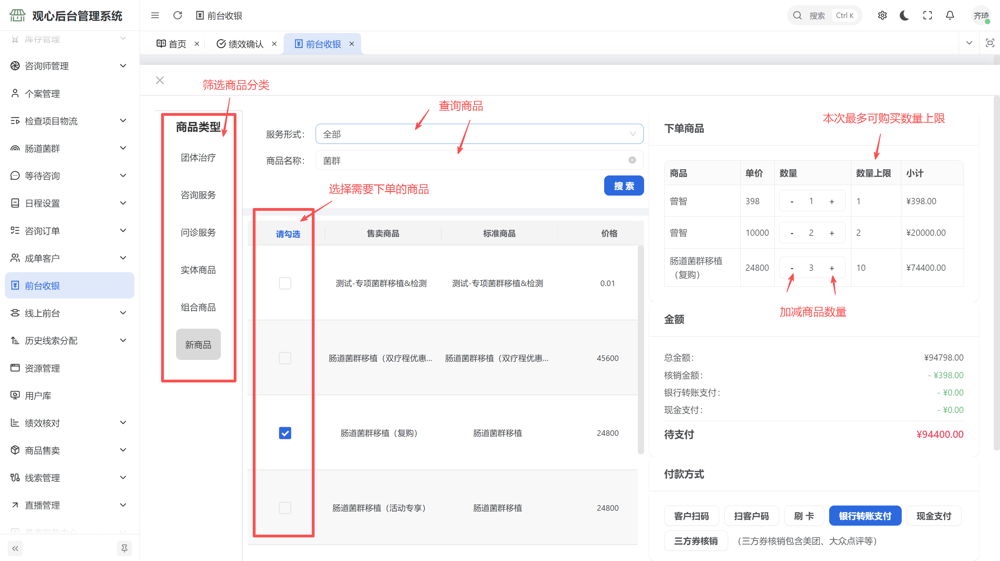 观心后台管理系统
前台收银
搜索 Ctrl K
齐琦
首页
绩效确认
前台收银
库存管理
咨询师管理
个案管理
检查项目物流
肠道菌群
等待咨询
日程设置
咨询订单
成单客户
前台收银
线上前台
历史线索分配
资源管理
用户库
绩效核对
商品售卖
线索管理
直播管理
筛选商品分类
商品类型
团体治疗
咨询服务
问诊服务
实体商品
组合商品
新商品
查询商品
服务形式：
全部
商品名称：
菌群
搜 索
选择需要下单的商品
请勾选 售卖商品 标准商品 价格
测试-专项菌群移植&检测 测试-专项菌群移植&检测 0.01
肠道菌群移植（双疗程优惠... 肠道菌群移植（双疗程优惠... 45600
肠道菌群移植（复购） 肠道菌群移植 24800
肠道菌群移植（活动专享） 肠道菌群移植 24800
本次最多可购买数量上限
下单商品
商品 单价 数量 数量上限 小计
曾智 398 - 1 + 1 ¥398.00
曾智 10000 - 2 + 2 ¥20000.00
肠道菌群移植
（复购） 24800 - 3 + 10 ¥74400.00
加减商品数量
金额
总金额： ¥94798.00
核销金额： - ¥398.00
银行转账支付： - ¥0.00
现金支付： - ¥0.00
待支付 ¥94400.00
付款方式
客户扫码 扫客户码 刷 卡 银行转账支付 现金支付
三方券核销 （三方券核销包含美团、大众点评等）